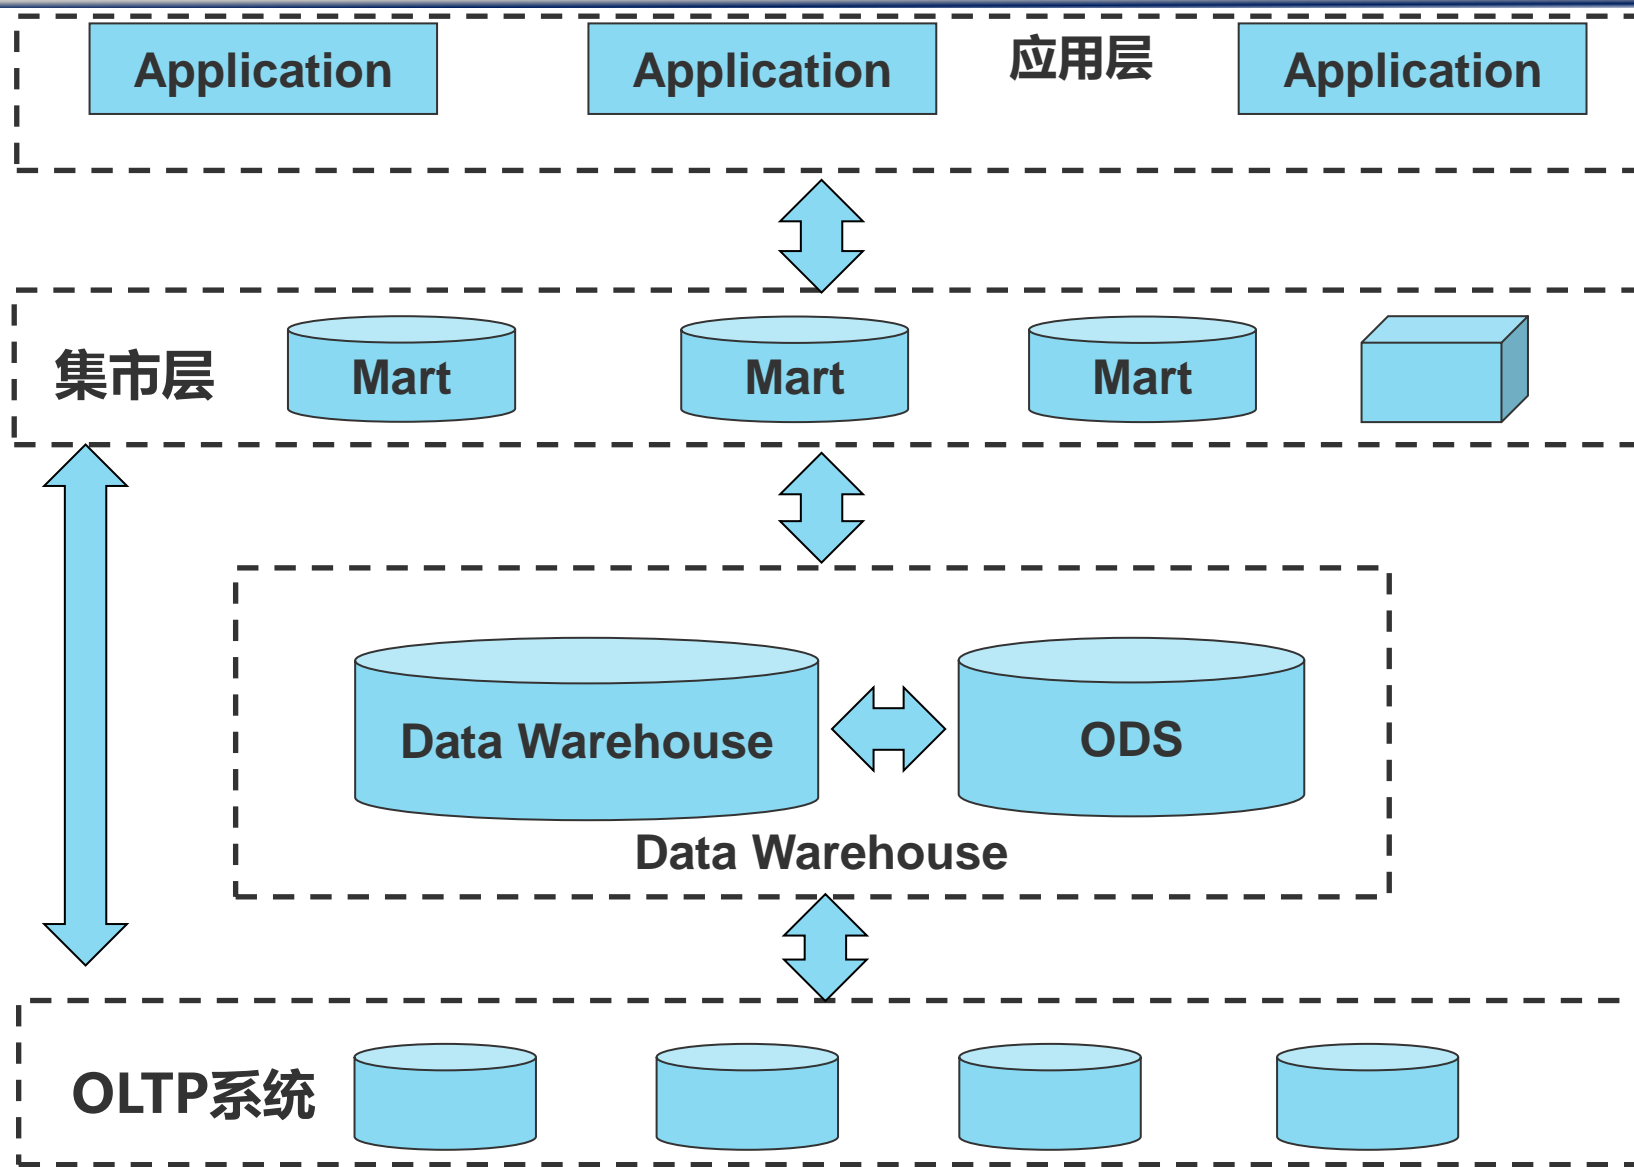 Application
Application
应用层
Application
集市层
Mart
Mart
Mart
Data Warehouse
ODS
Data Warehouse
OLTP系统